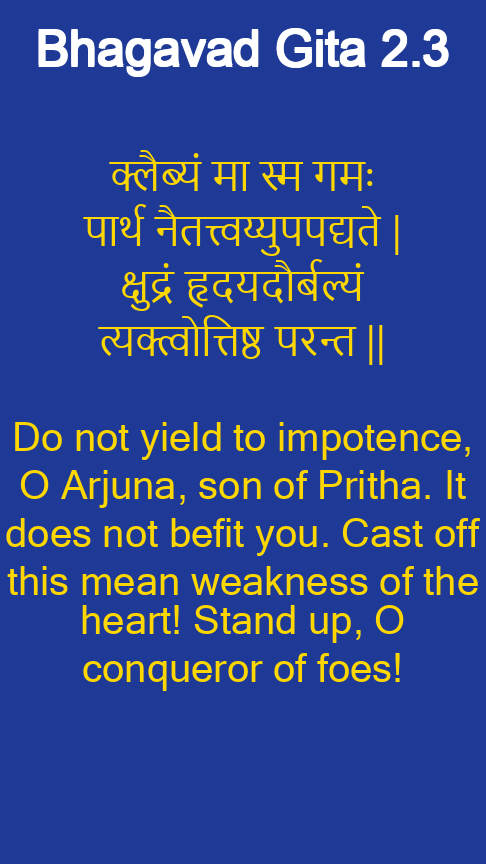 Bhagavad Gita 2.3
क्लैब्यं मा स्म गमः
पार्थ नैतत्त्वय्युपपद्यते |
क्षुद्रं हृदयदौर्बल्यं
त्यक्त्वोत्तिष्ठ परन्त ||
Do not yield to impotence,
O Arjuna, son of Pritha. It
does not befit you. Cast off
this mean weakness of the
heart! Stand up, O
conqueror of foes!